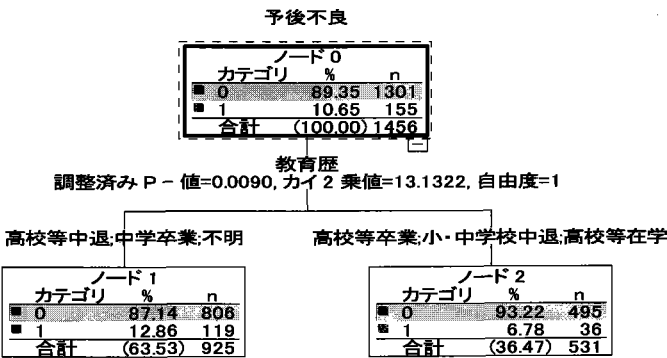 予後不良
ノード 0
カテゴリ % n
0 89.35 1301
1 10.65 155
合計 (100.00) 1456
教育歴
調整済み P - 値=0.0090, カイ 2 乗値=13.1322, 自由度=1
高校等中退;中学卒業;不明
高校等卒業;小・中学校中退;高校等在学
ノード 1
カテゴリ % n
0 87.14 806
1 12.86 119
合計 (63.53) 925
ノード 2
カテゴリ % n
0 93.22 495
1 6.78 36
合計 (36.47) 531